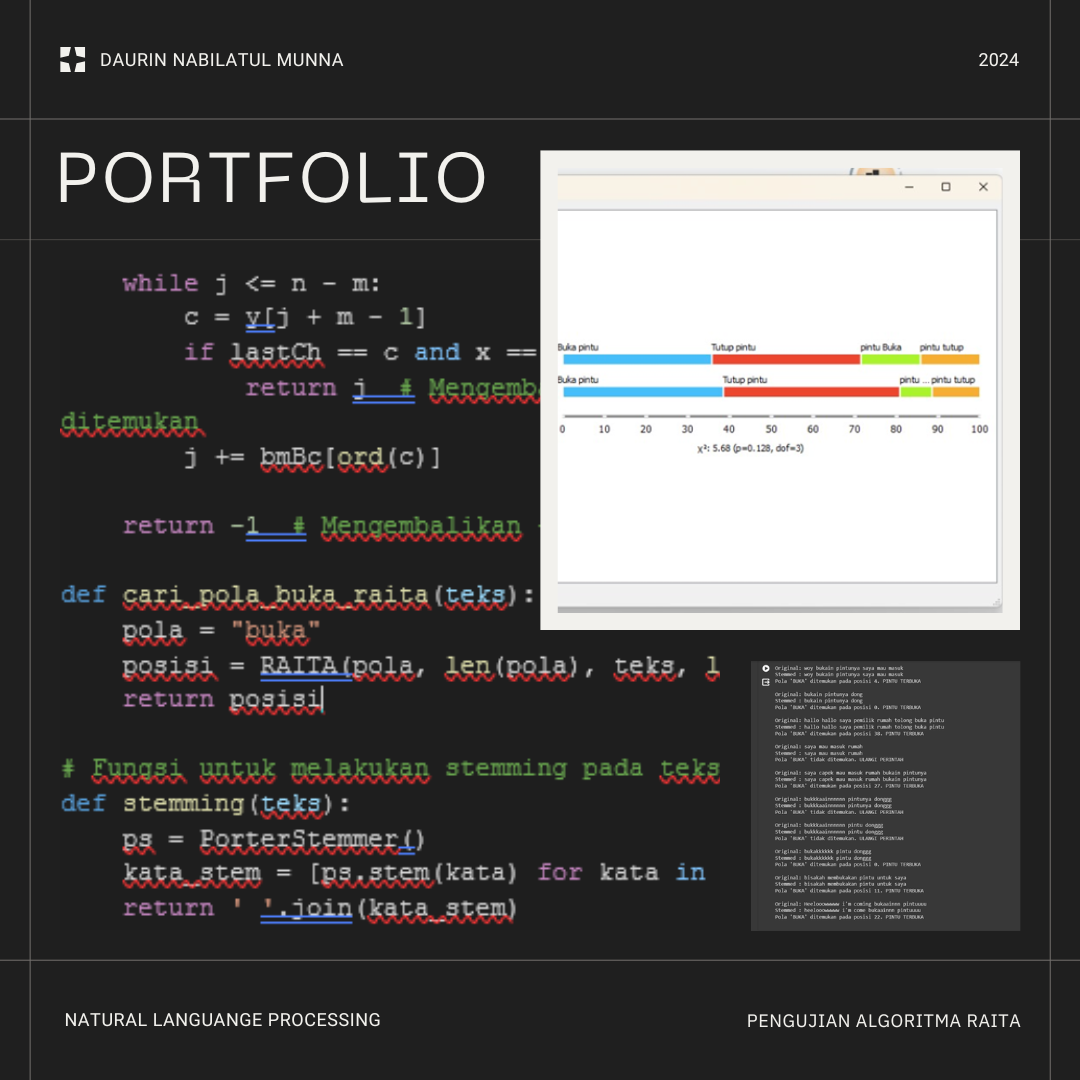 DAURIN NABILATUL MUNNA
2024
PORTFOLIO
while j <= n - m:
c = y[j + m - 1]
if lastCh == c and x ==
return j  # Mengemba
ditemukan
j += bmBc[ord(c)]
return -1  # Mengembalikan
def cari_pola_buka_raita(teks):
pola = "buka"
posisi = RAITA(pola, len(pola), teks, l
return posisi
# Fungsi untuk melakukan stemming pada teks
def stemming(teks):
ps = PorterStemmer()
kata_stem = [ps.stem(kata) for kata in
return ' '.join(kata_stem)
Buka pintu Tutup pintu pintu Buka pintu tutup
Buka pintu Tutup pintu pintu ... pintu tutup
0 10 20 30 40 50 60 70 80 90 100
χ²: 5.68 (p=0.128, dof=3)
Original: woy bukain pintunya saya mau masuk
Stemmed : woy bukain pintunya saya mau masuk
Pola 'BUKA' ditemukan pada posisi 4. PINTU TERBUKA
Original: bukain pintunya dong
Stemmed : bukain pintunya dong
Pola 'BUKA' ditemukan pada posisi 0. PINTU TERBUKA
Original: hallo hallo saya pemilik rumah tolong buka pintu
Stemmed : hallo hallo saya pemilik rumah tolong buka pintu
Pola 'BUKA' ditemukan pada posisi 38. PINTU TERBUKA
Original: saya mau masuk rumah
Stemmed : saya mau masuk rumah
Pola 'BUKA' tidak ditemukan. ULANGI PERINTAH
Original: saya capek mau masuk rumah bukain pintunya
Stemmed : saya capek mau masuk rumah bukain pintunya
Pola 'BUKA' ditemukan pada posisi 27. PINTU TERBUKA
Original: pintunya donggg
Stemmed : pintunya donggg
Pola 'BUKA' tidak ditemukan. ULANGI PERINTAH
Original: pintu donggg
Stemmed : pintu donggg
Pola 'BUKA' tidak ditemukan. ULANGI PERINTAH
Original: pintu donggg
Stemmed : pintu donggg
Pola 'BUKA' ditemukan pada posisi 0. PINTU TERBUKA
Original: bisakah membukakan pintu untuk saya
Stemmed : bisakah membukakan pintu untuk saya
Pola 'BUKA' ditemukan pada posisi 11. PINTU TERBUKA
Original: i'm coming
Stemmed : i'm come
Pola 'BUKA' ditemukan pada posisi 22. PINTU TERBUKA
NATURAL LANGUANGE PROCESSING
PENGUJIAN ALGORITMA RAITA